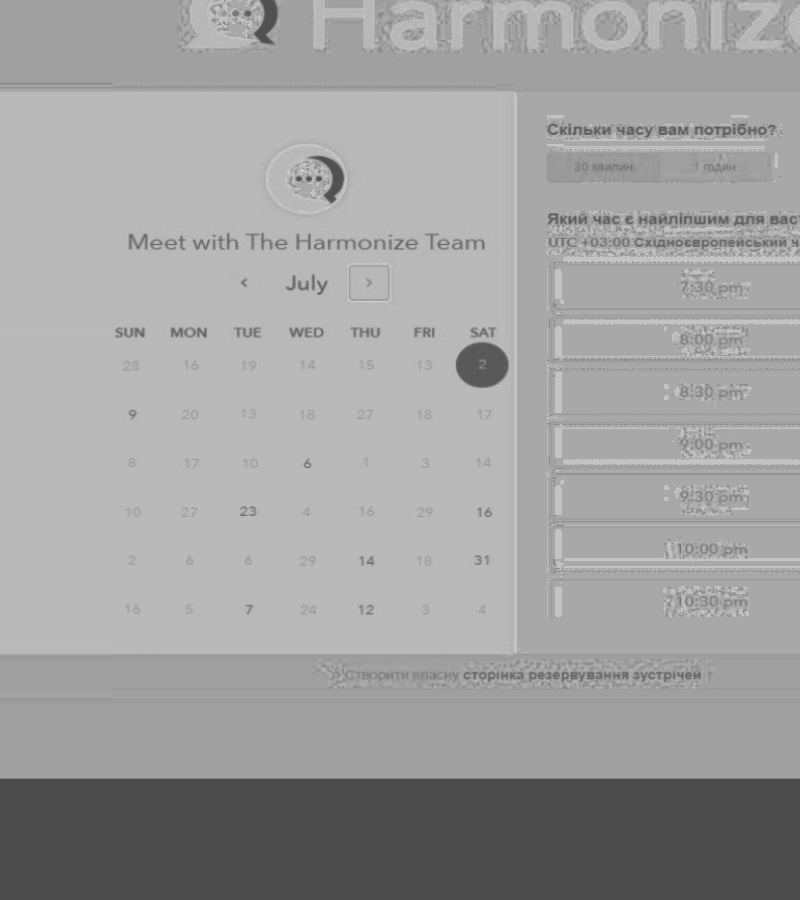 Harmonize
Meet with The Harmonize Team
‹ July ›
SUN MON TUE WED THU FRI SAT
28 16 19 14 15 13 2
9 20 13 18 27 18 17
8 17 10 6 1 3 14
10 27 23 4 16 29 16
2 6 6 29 14 18 31
16 5 7 24 12 3 4
Скільки часу вам потрібно?
30 хвилин 1 годин
Який час є найліпшим для вас
UTC +03:00 Східноєвропейський ч
7:30 pm
8:00 pm
8:30 pm
9:00 pm
9:30 pm
10:00 pm
10:30 pm
Створити власну сторінка резервування зустрічей